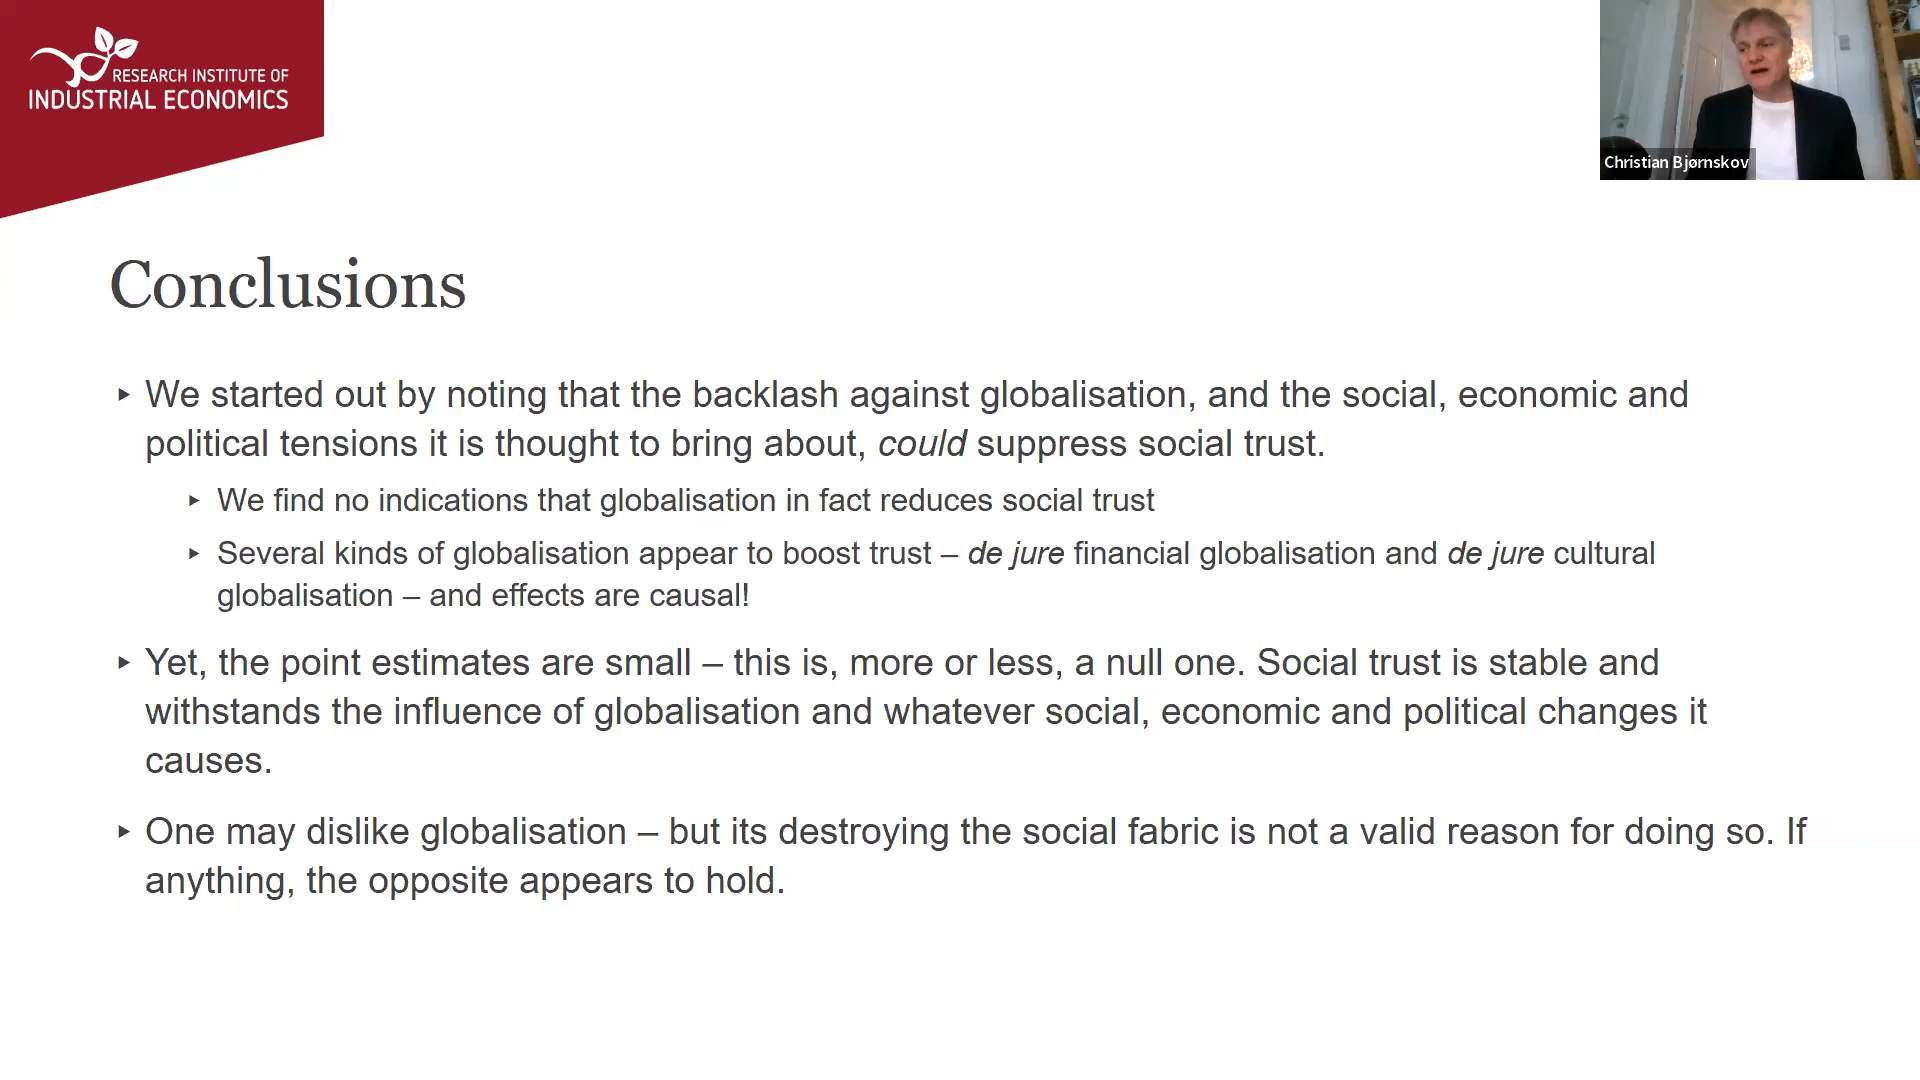 RESEARCH INSTITUTE OF
INDUSTRIAL ECONOMICS
Christian Bjørnskov
Conclusions
‣ We started out by noting that the backlash against globalisation, and the social, economic and
political tensions it is thought to bring about, could suppress social trust.
‣ We find no indications that globalisation in fact reduces social trust
‣ Several kinds of globalisation appear to boost trust – de jure financial globalisation and de jure cultural
globalisation – and effects are causal!
‣ Yet, the point estimates are small – this is, more or less, a null one. Social trust is stable and
withstands the influence of globalisation and whatever social, economic and political changes it
causes.
‣ One may dislike globalisation – but its destroying the social fabric is not a valid reason for doing so. If
anything, the opposite appears to hold.